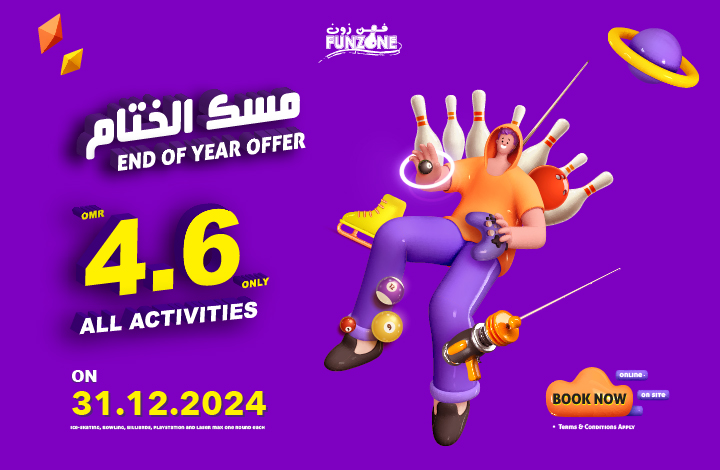 فن زون
FUNZONE
مسك الختام
END OF YEAR OFFER
OMR
4.6
ONLY
ALL ACTIVITIES
ON
31.12.2024
ICE-SKATING, BOWLING, BILLIARDS, PLAYSTATION AND LASER MAX ONE ROUND EACH
ONLINE
BOOK NOW
ON SITE
• Terms & Conditions Apply